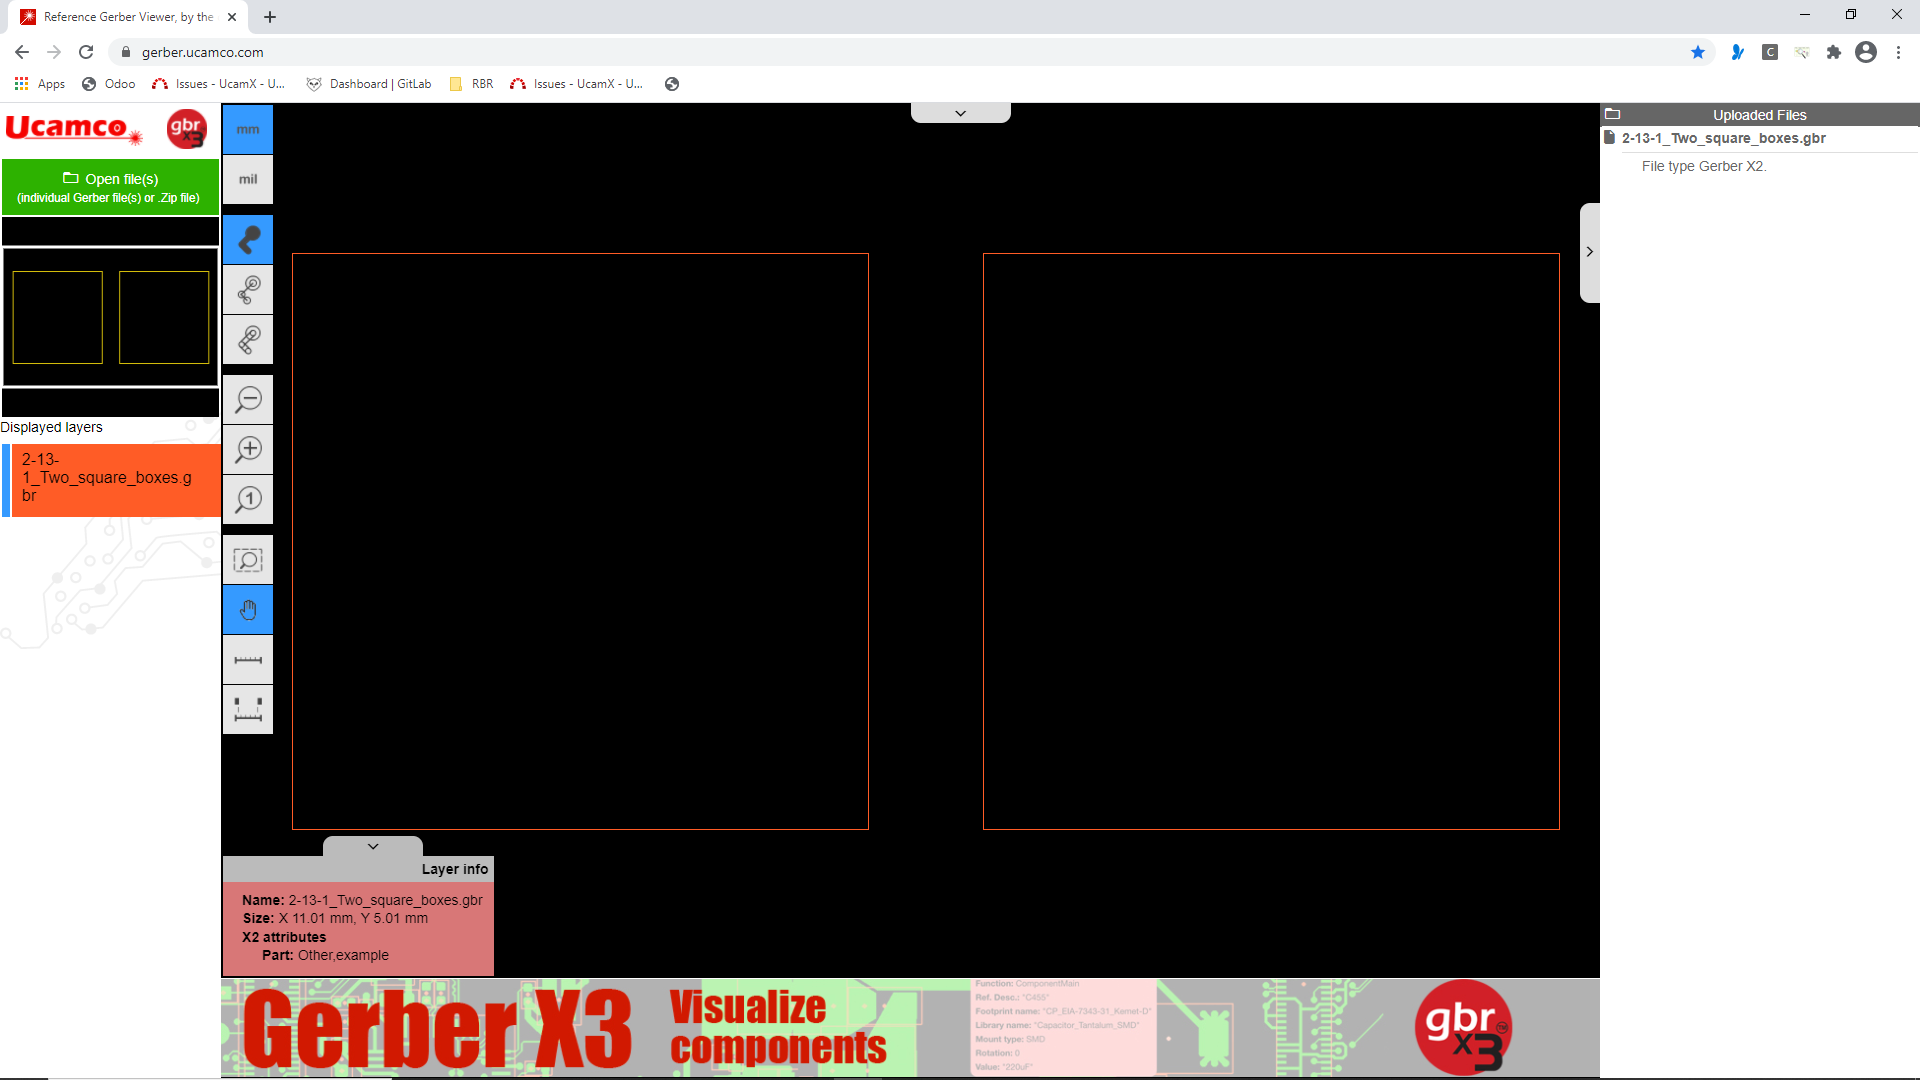 Reference Gerber Viewer, by the
gerber.ucamco.com
Apps
Odoo
Issues - UcamX - U...
Dashboard | GitLab
RBR
Issues - UcamX - U...
C
Ucamco
gbr
x3
Open file(s)
(individual Gerber file(s) or .Zip file)
Displayed layers
2-13-
1_Two_square_boxes.g
br
mm
mil
1
Uploaded Files
2-13-1_Two_square_boxes.gbr
File type Gerber X2.
Layer info
Name: 2-13-1_Two_square_boxes.gbr
Size: X 11.01 mm, Y 5.01 mm
X2 attributes
Part: Other,example
Gerber X3
Visualize
components
Function: ComponentMain
Ref. Desc.: "C455"
Footprint name: "CP_EIA-7343-31_Kemet-D"
Library name: "Capacitor_Tantalum_SMD"
Mount type: SMD
Rotation: 0
Value: "220uF"
gbr
x3
TM